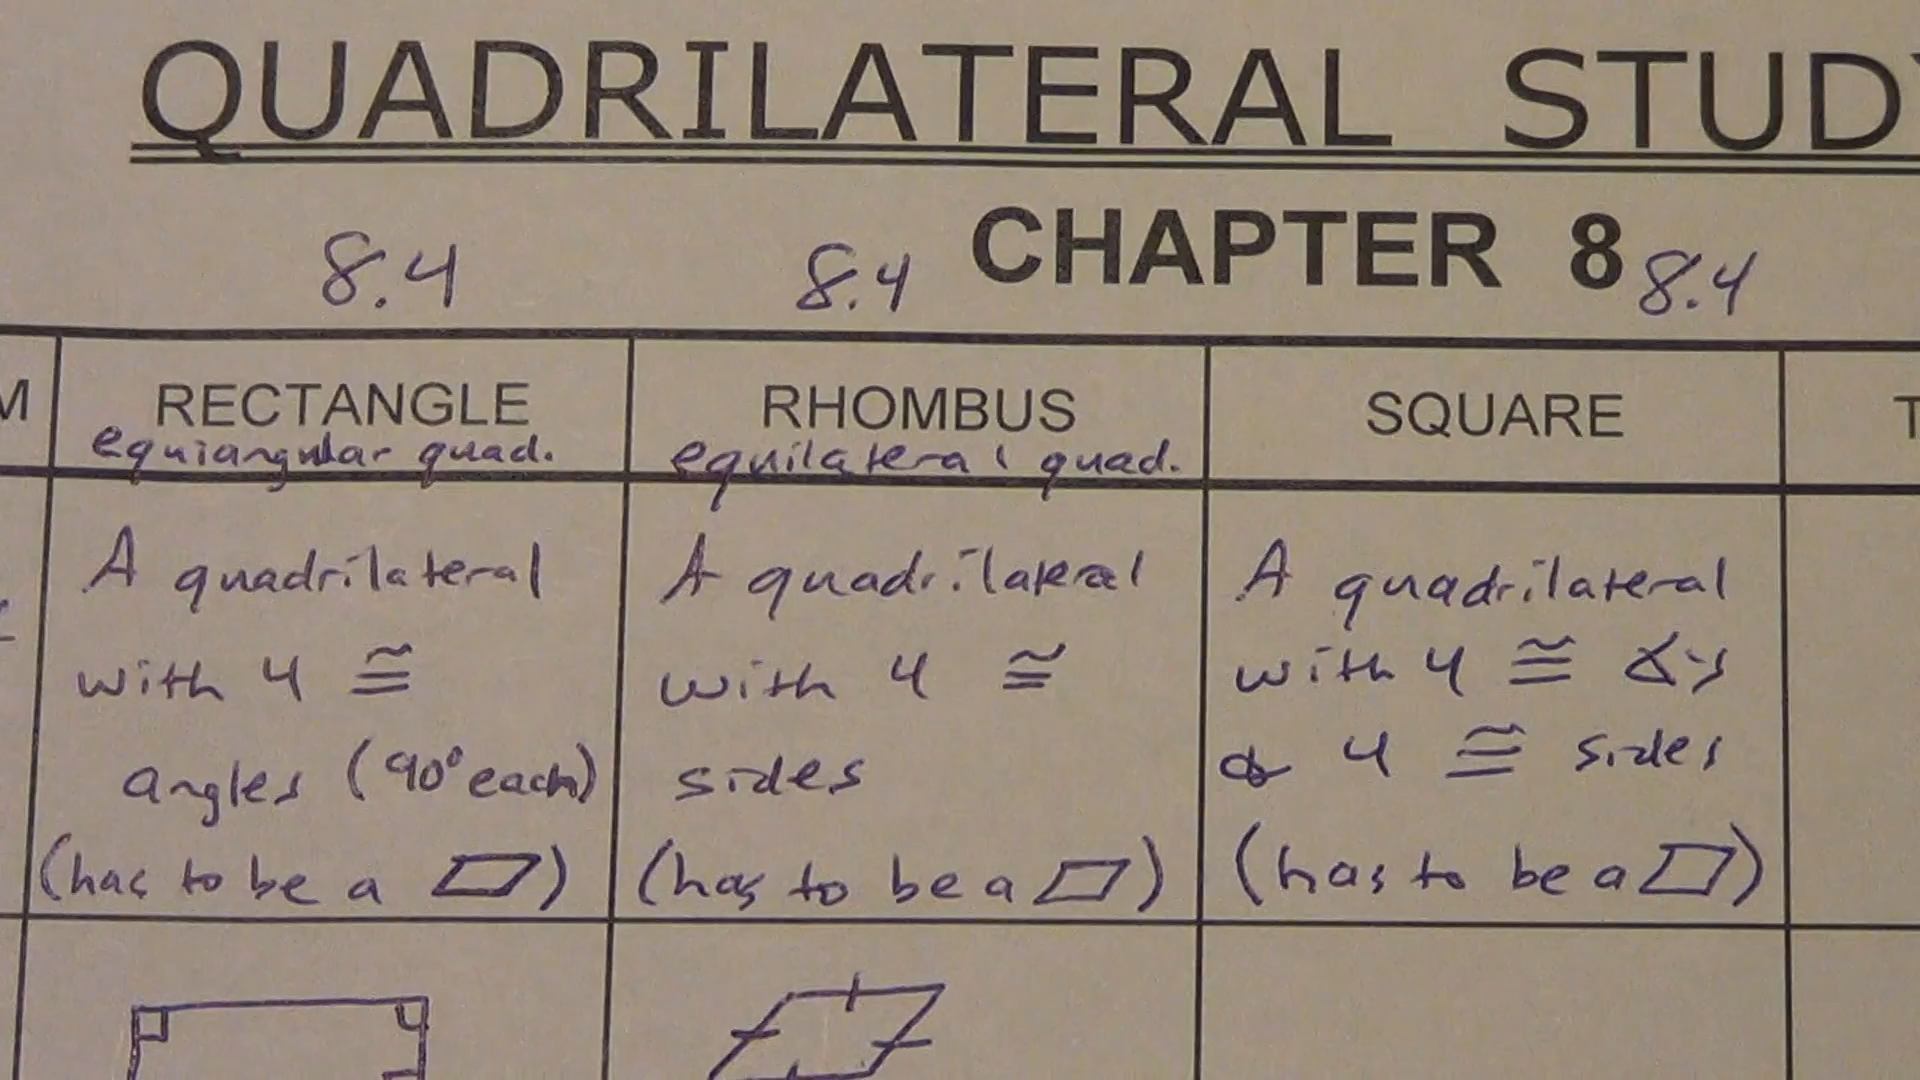 QUADRILATERAL STUDY
CHAPTER 8
8.4 8.4 8.4
M RECTANGLE RHOMBUS SQUARE T
equiangular quad. equilateral quad.
A quadrilateral A quadrilateral A quadrilateral
with 4 ≅ with 4 ≅ with 4 ≅ ∡'s
angles (90° each) sides & 4 ≅ sides
(has to be a ▱) (has to be a ▱) (has to be a ▱)